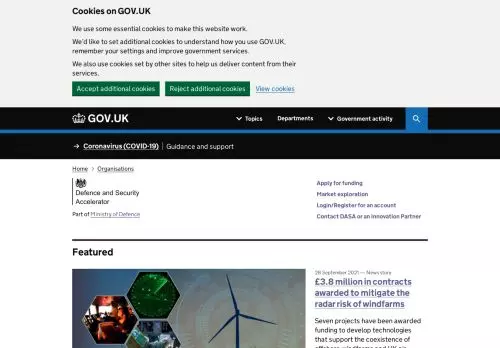 Cookies on GOV.UK
We use some essential cookies to make this website work.
We'd like to set additional cookies to understand how you use GOV.UK,
remember your settings and improve government services.
We also use cookies set by other sites to help us deliver content from their
services.
Accept additional cookies
Reject additional cookies
View cookies
GOV.UK
Topics
Departments
Government activity
→ Coronavirus (COVID-19) | Guidance and support
Home > Organisations
Defence and Security
Accelerator
Part of Ministry of Defence
Apply for funding
Market exploration
Login/Register for an account
Contact DASA or an Innovation Partner
Featured
28 September 2021 — News story
£3.8 million in contracts
awarded to mitigate the
radar risk of windfarms
Seven projects have been awarded
funding to develop technologies
that support the coexistence of
offshore windfarms and UK air